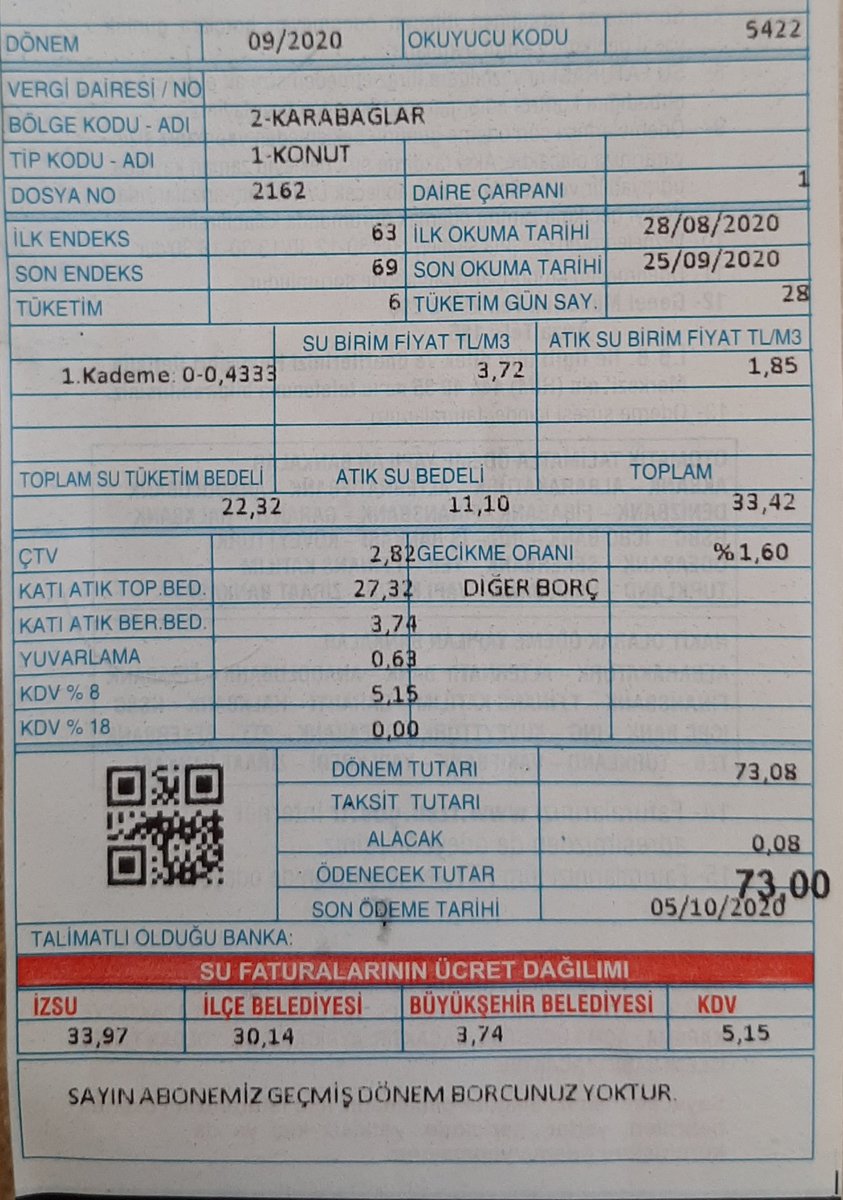 DÖNEM 09/2020 OKUYUCU KODU 5422
VERGİ DAİRESİ / NO
BÖLGE KODU - ADI 2-KARABAĞLAR
TİP KODU - ADI 1-KONUT
DOSYA NO 2162 DAİRE ÇARPANI 1
İLK ENDEKS 63 İLK OKUMA TARİHİ 28/08/2020
SON ENDEKS 69 SON OKUMA TARİHİ 25/09/2020
TÜKETİM 6 TÜKETİM GÜN SAY. 28
SU BİRİM FİYAT TL/M3 ATIK SU BİRİM FİYAT TL/M3
1.Kademe: 0-0,4333 3,72 1,85
TOPLAM SU TÜKETİM BEDELİ ATIK SU BEDELİ TOPLAM
22,32 11,10 33,42
ÇTV 2,82 GECİKME ORANI %1,60
KATI ATIK TOP.BED. 27,32 DİĞER BORÇ
KATI ATIK BER.BED. 3,74
YUVARLAMA 0,63
KDV % 8 5,15
KDV % 18 0,00
DÖNEM TUTARI 73,08
TAKSİT TUTARI
ALACAK 0,08
ÖDENECEK TUTAR 73,00
SON ÖDEME TARİHİ 05/10/2020
TALİMATLI OLDUĞU BANKA:
SU FATURALARININ ÜCRET DAĞILIMI
İZSU İLÇE BELEDİYESİ BÜYÜKŞEHİR BELEDİYESİ KDV
33,97 30,14 3,74 5,15
SAYIN ABONEMİZ GEÇMİŞ DÖNEM BORCUNUZ YOKTUR.